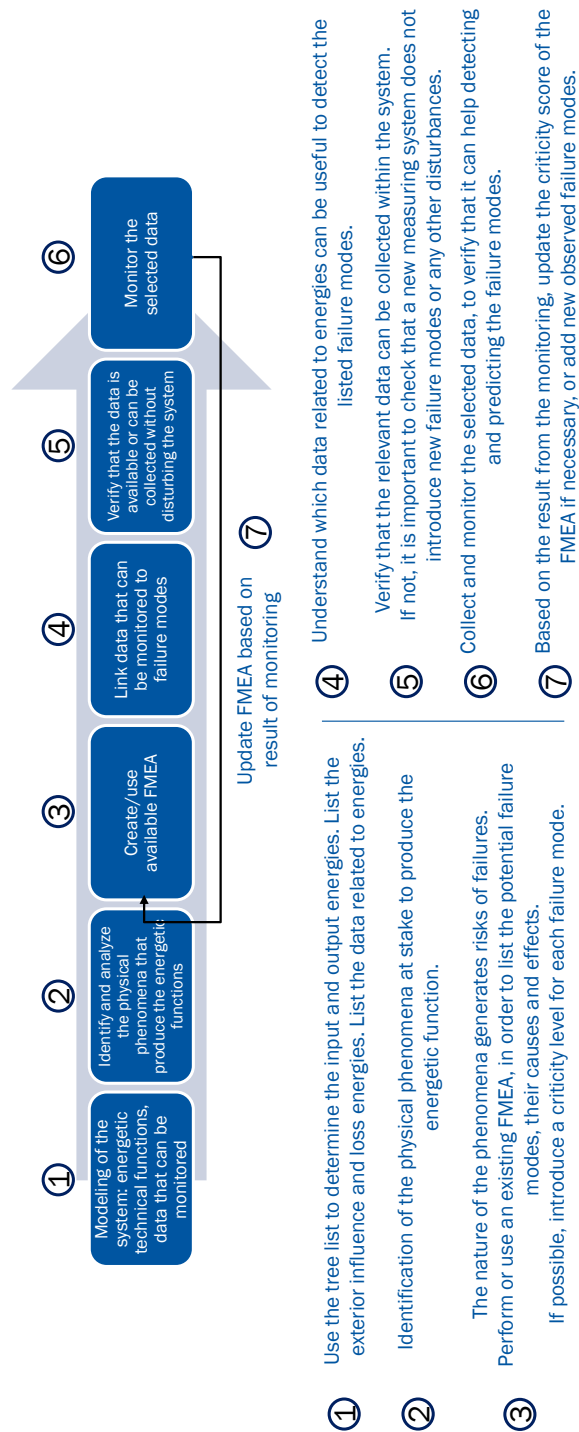 ①
②
③
④
⑤
⑥
Modeling of the
system: energetic
technical functions,
data that can be
monitored
Identify and analyze
the physical
phenomena that
produce the energetic
functions
Create/use
available FMEA
Link data that can
be monitored to
failure modes
Verify that the data is
available or can be
collected without
disturbing the system
Monitor the
selected data
Update FMEA based on
result of monitoring
⑦
①
Use the tree list to determine the input and output energies. List the
exterior influence and loss energies. List the data related to energies.
②
Identification of the physical phenomena at stake to produce the
energetic function.
③
The nature of the phenomena generates risks of failures.
Perform or use an existing FMEA, in order to list the potential failure
modes, their causes and effects.
If possible, introduce a criticity level for each failure mode.
④
Understand which data related to energies can be useful to detect the
listed failure modes.
⑤
Verify that the relevant data can be collected within the system.
If not, it is important to check that a new measuring system does not
introduce new failure modes or any other disturbances.
⑥
Collect and monitor the selected data, to verify that it can help detecting
and predicting the failure modes.
⑦
Based on the result from the monitoring, update the criticity score of the
FMEA if necessary, or add new observed failure modes.